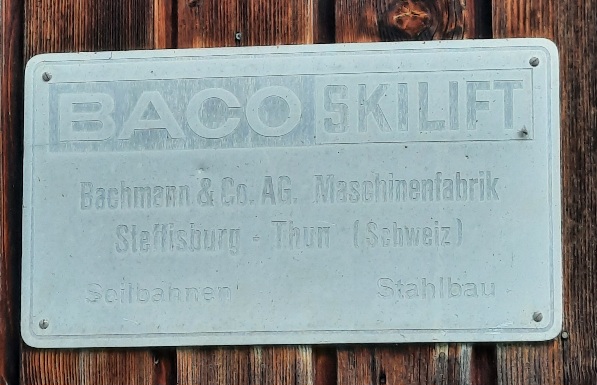 BACO SKILIFT
Bachmann & Co. AG. Maschinenfabrik
Steffisburg - Thun (Schweiz)
Seilbahnen Stahlbau